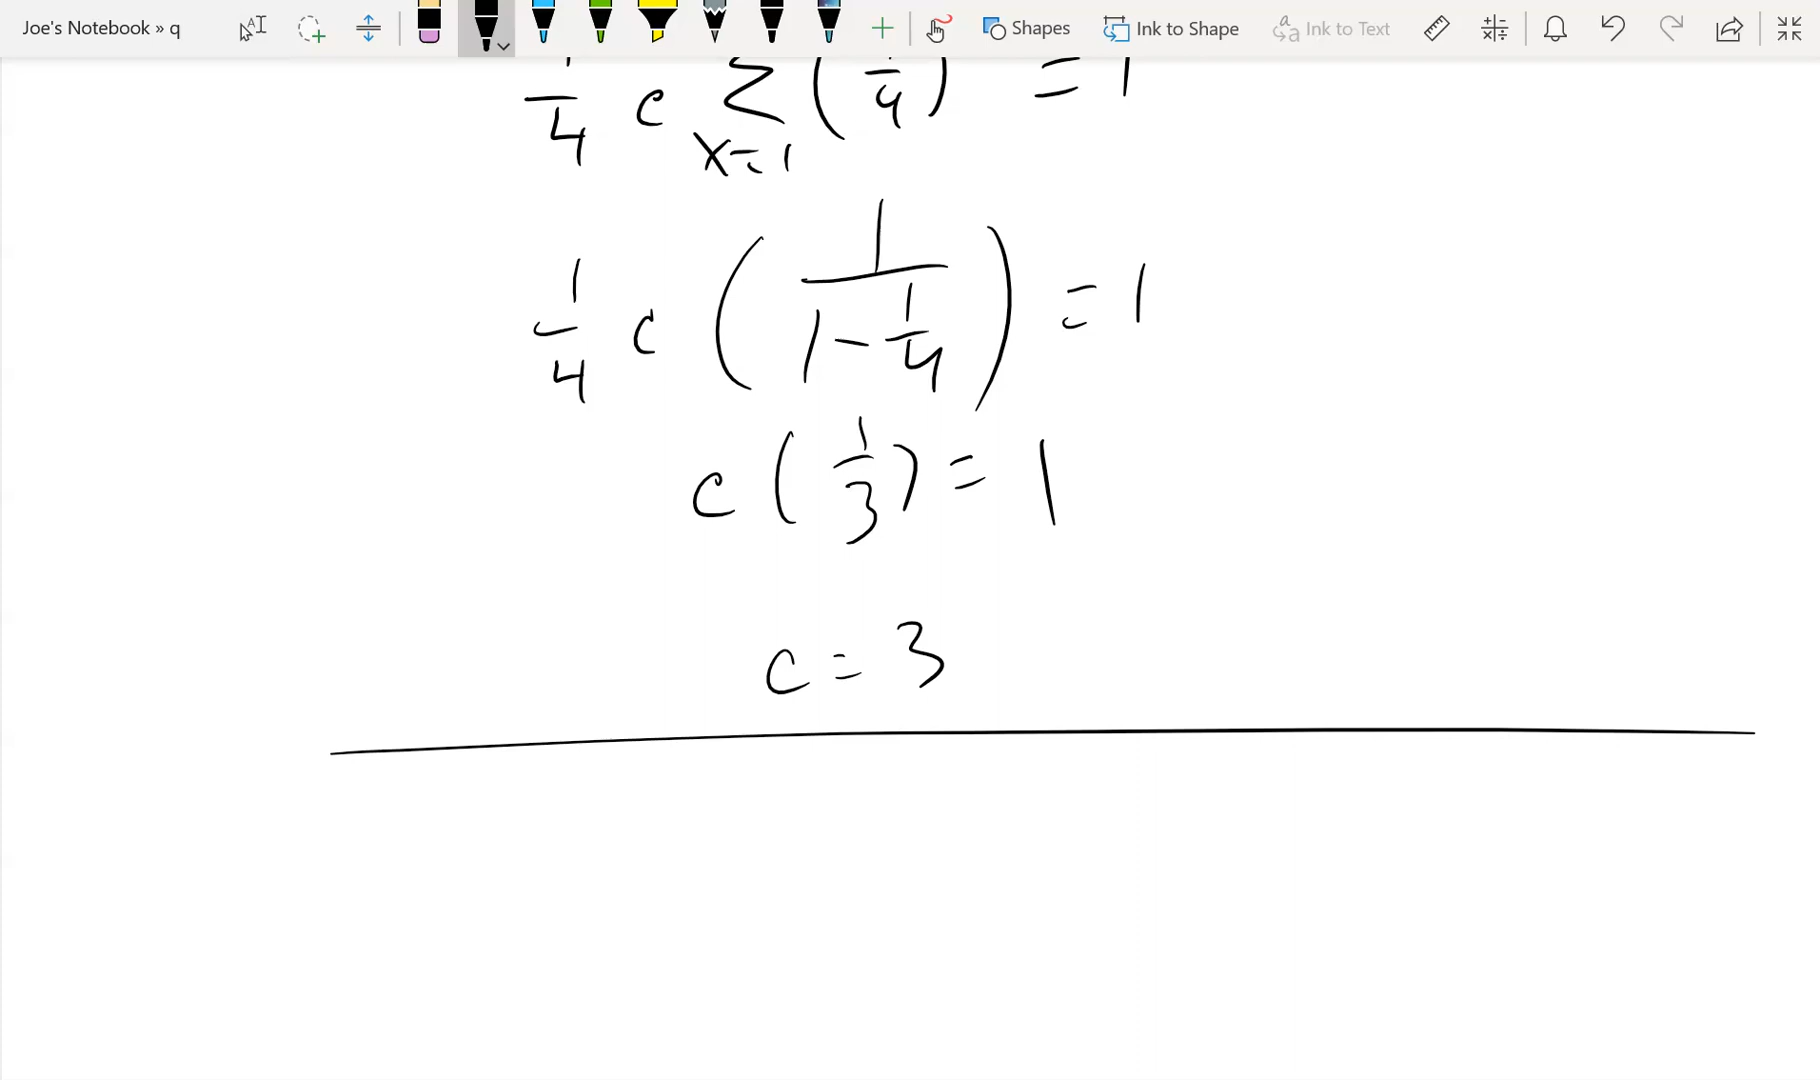 Joe's Notebook » q
Shapes
Ink to Shape
Ink to Text
1/4 c Σ (1/4) = 1
x=1
1/4 c (1/(1-1/4)) = 1
c (1/3) = 1
c = 3